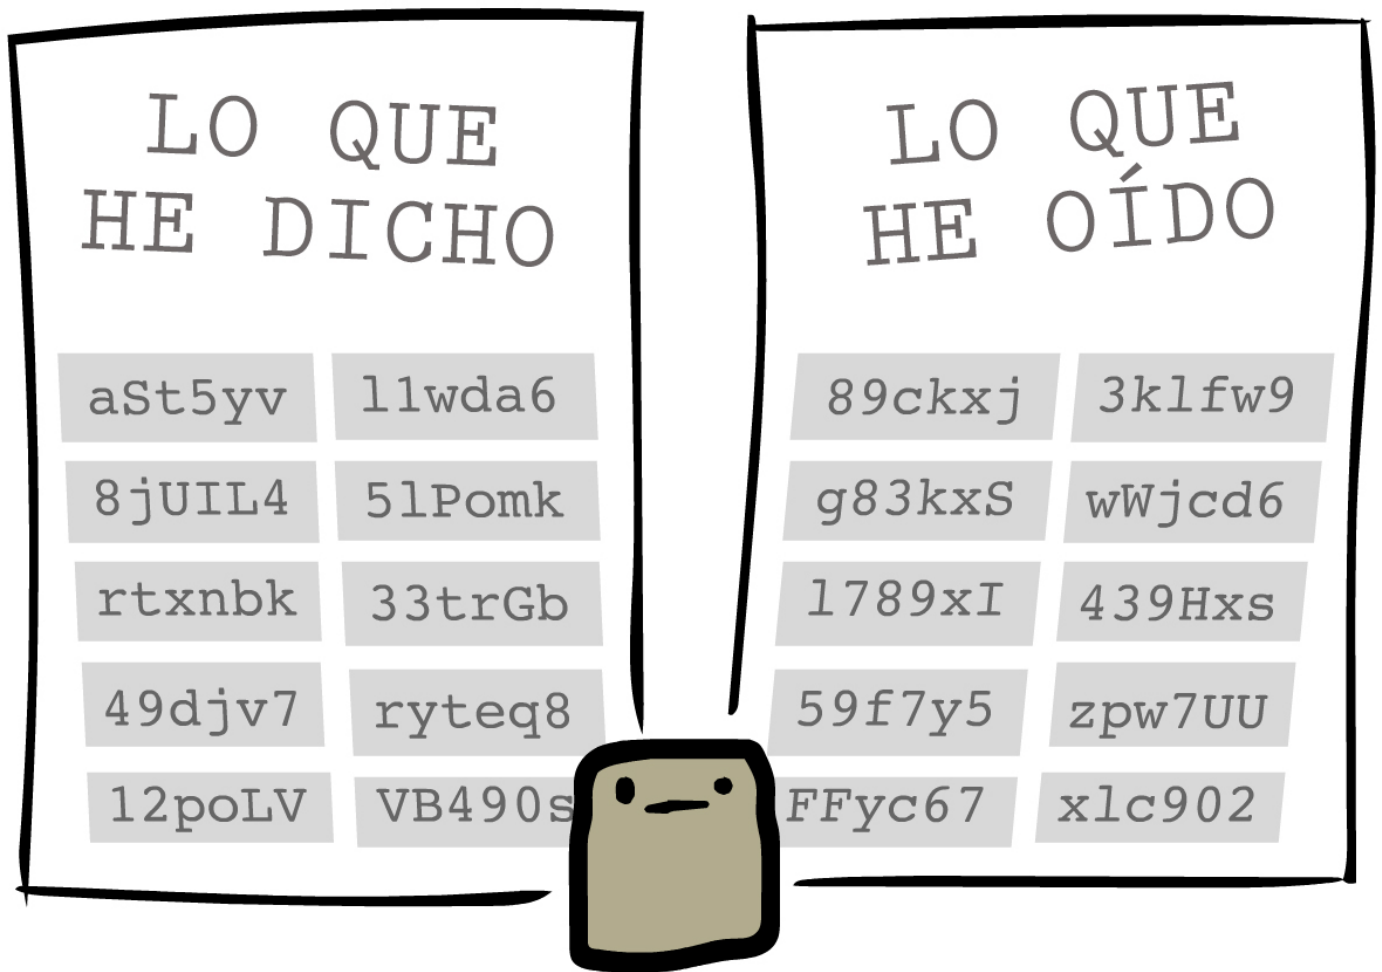 LO QUE
HE DICHO
aSt5yv l1wda6
8jUIL4 5lPomk
rtxnbk 33trGb
49djv7 ryteq8
12poLV VB490s
LO QUE
HE OÍDO
89ckxj 3klfw9
g83kxS wWjcd6
l789xI 439Hxs
59f7y5 zpw7UU
FFyc67 xlc902